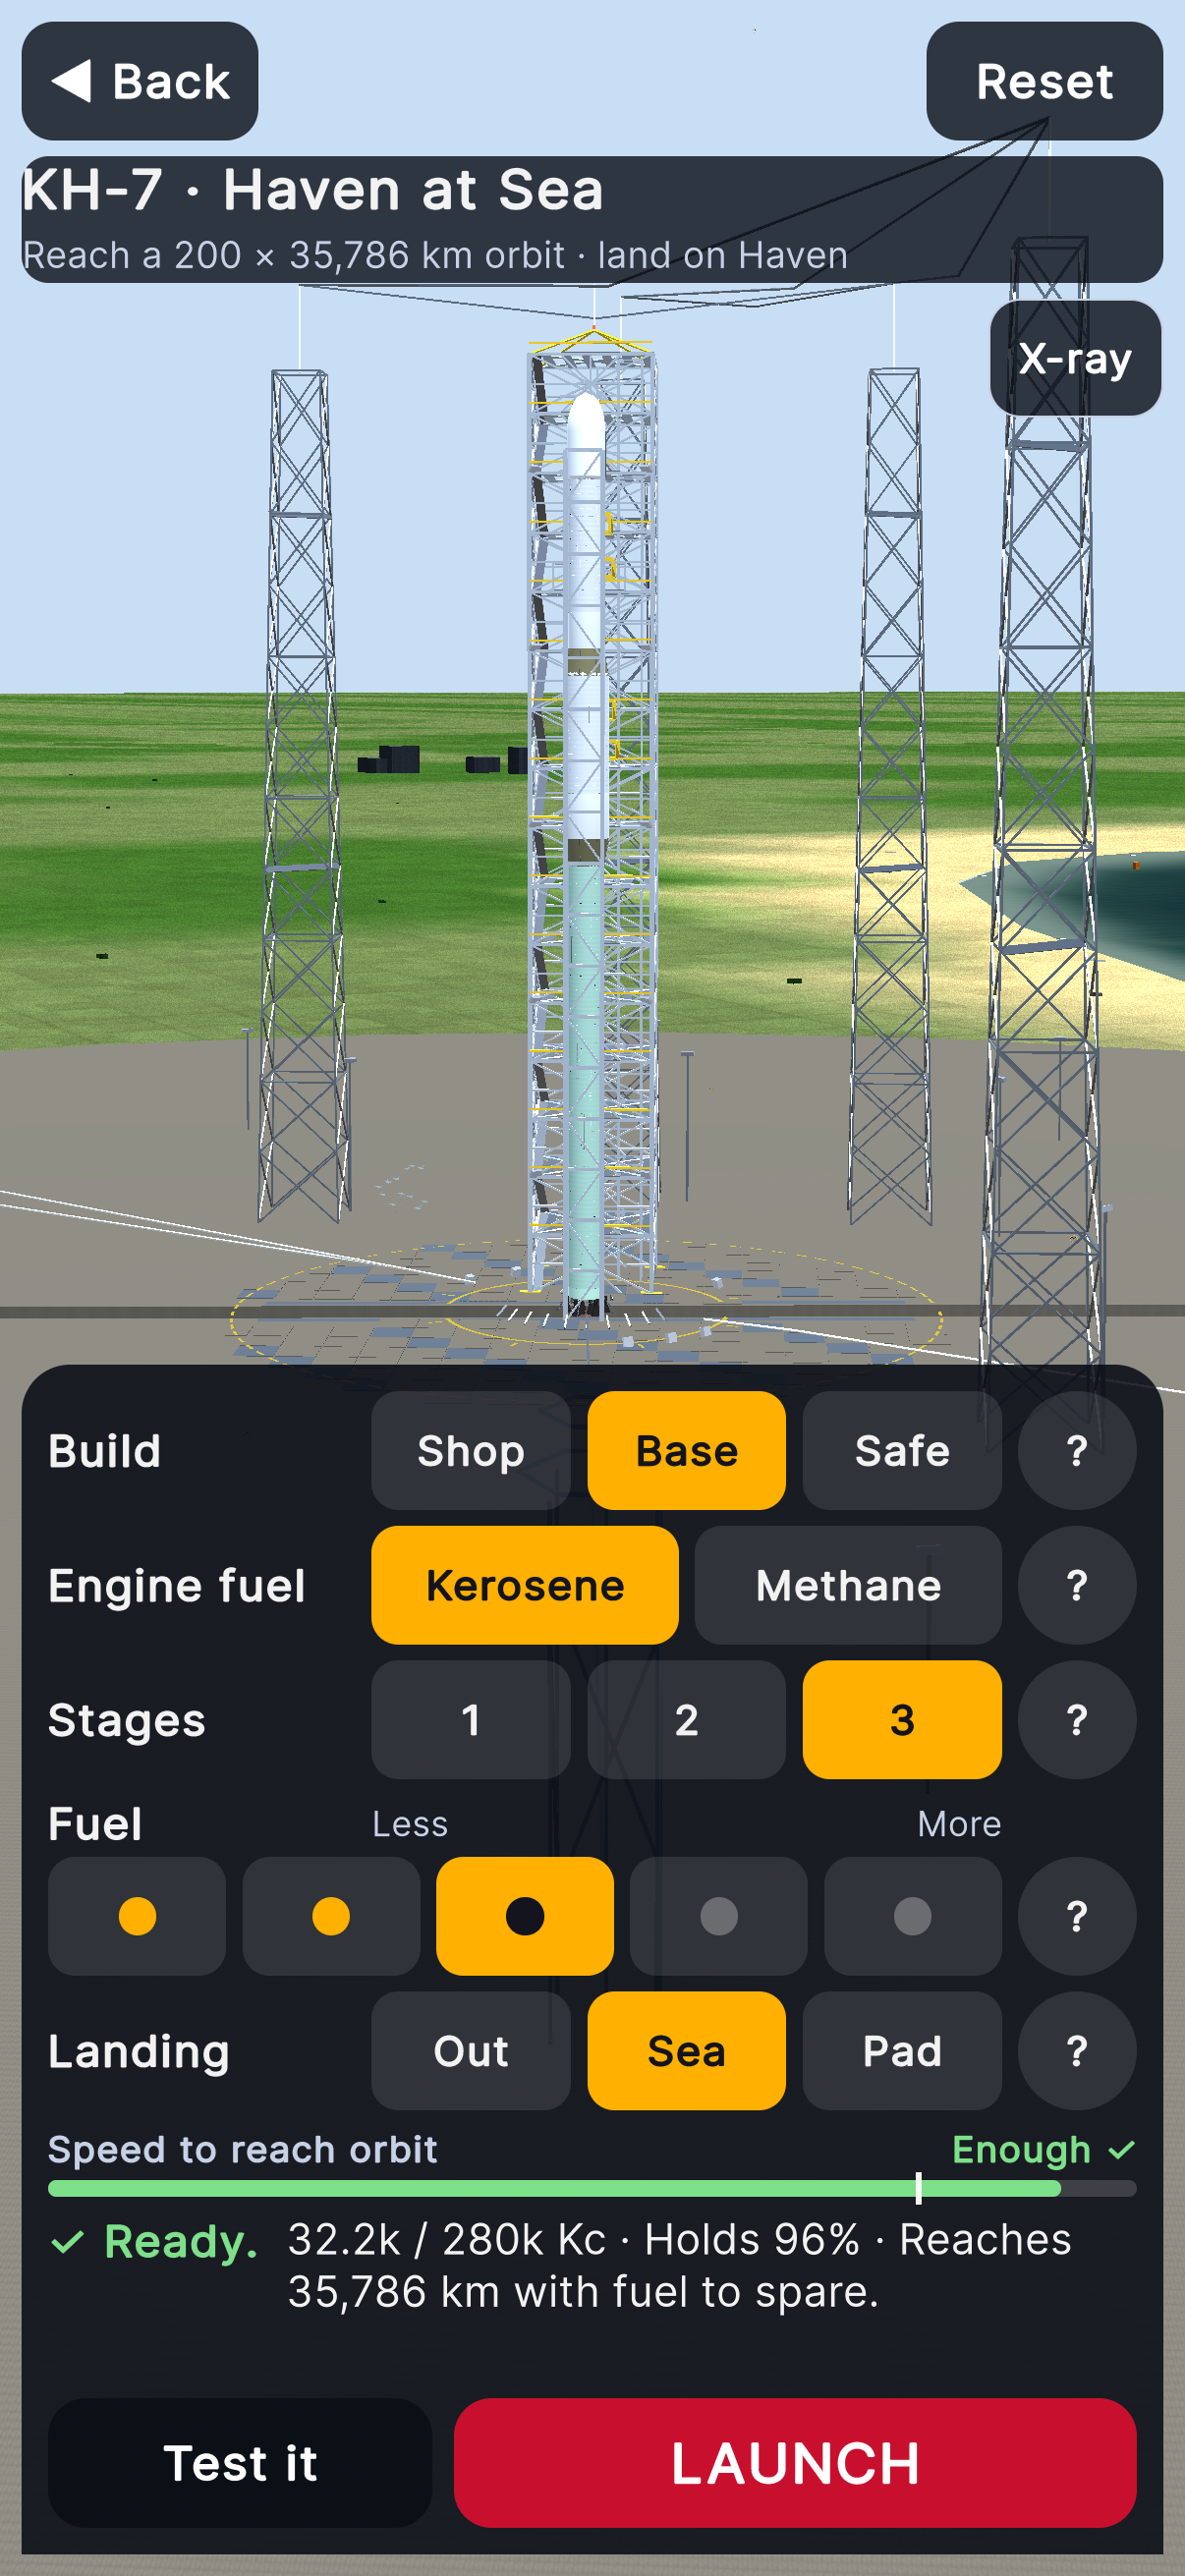 ◀ Back
Reset
KH-7 · Haven at Sea
Reach a 200 × 35,786 km orbit · land on Haven
X-ray
Build
Shop
Base
Safe
?
Engine fuel
Kerosene
Methane
?
Stages
1
2
3
?
Fuel
Less
More
?
Landing
Out
Sea
Pad
?
Speed to reach orbit
Enough ✓
✓ Ready.
32.2k / 280k Kc · Holds 96% · Reaches
35,786 km with fuel to spare.
Test it
LAUNCH